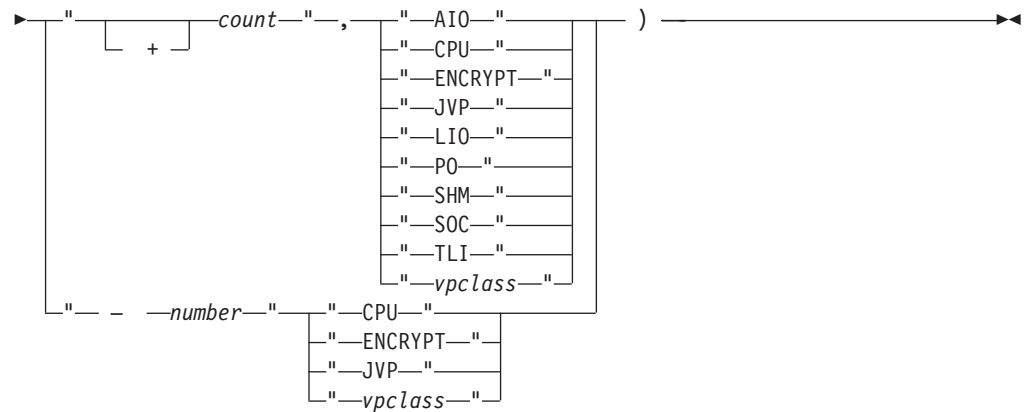 " count " , " AIO " )
+ " CPU "
" ENCRYPT "
" JVP "
" LIO "
" PO "
" SHM "
" SOC "
" TLI "
" vpclass "
" – number " " CPU "
" ENCRYPT "
" JVP "
" vpclass "